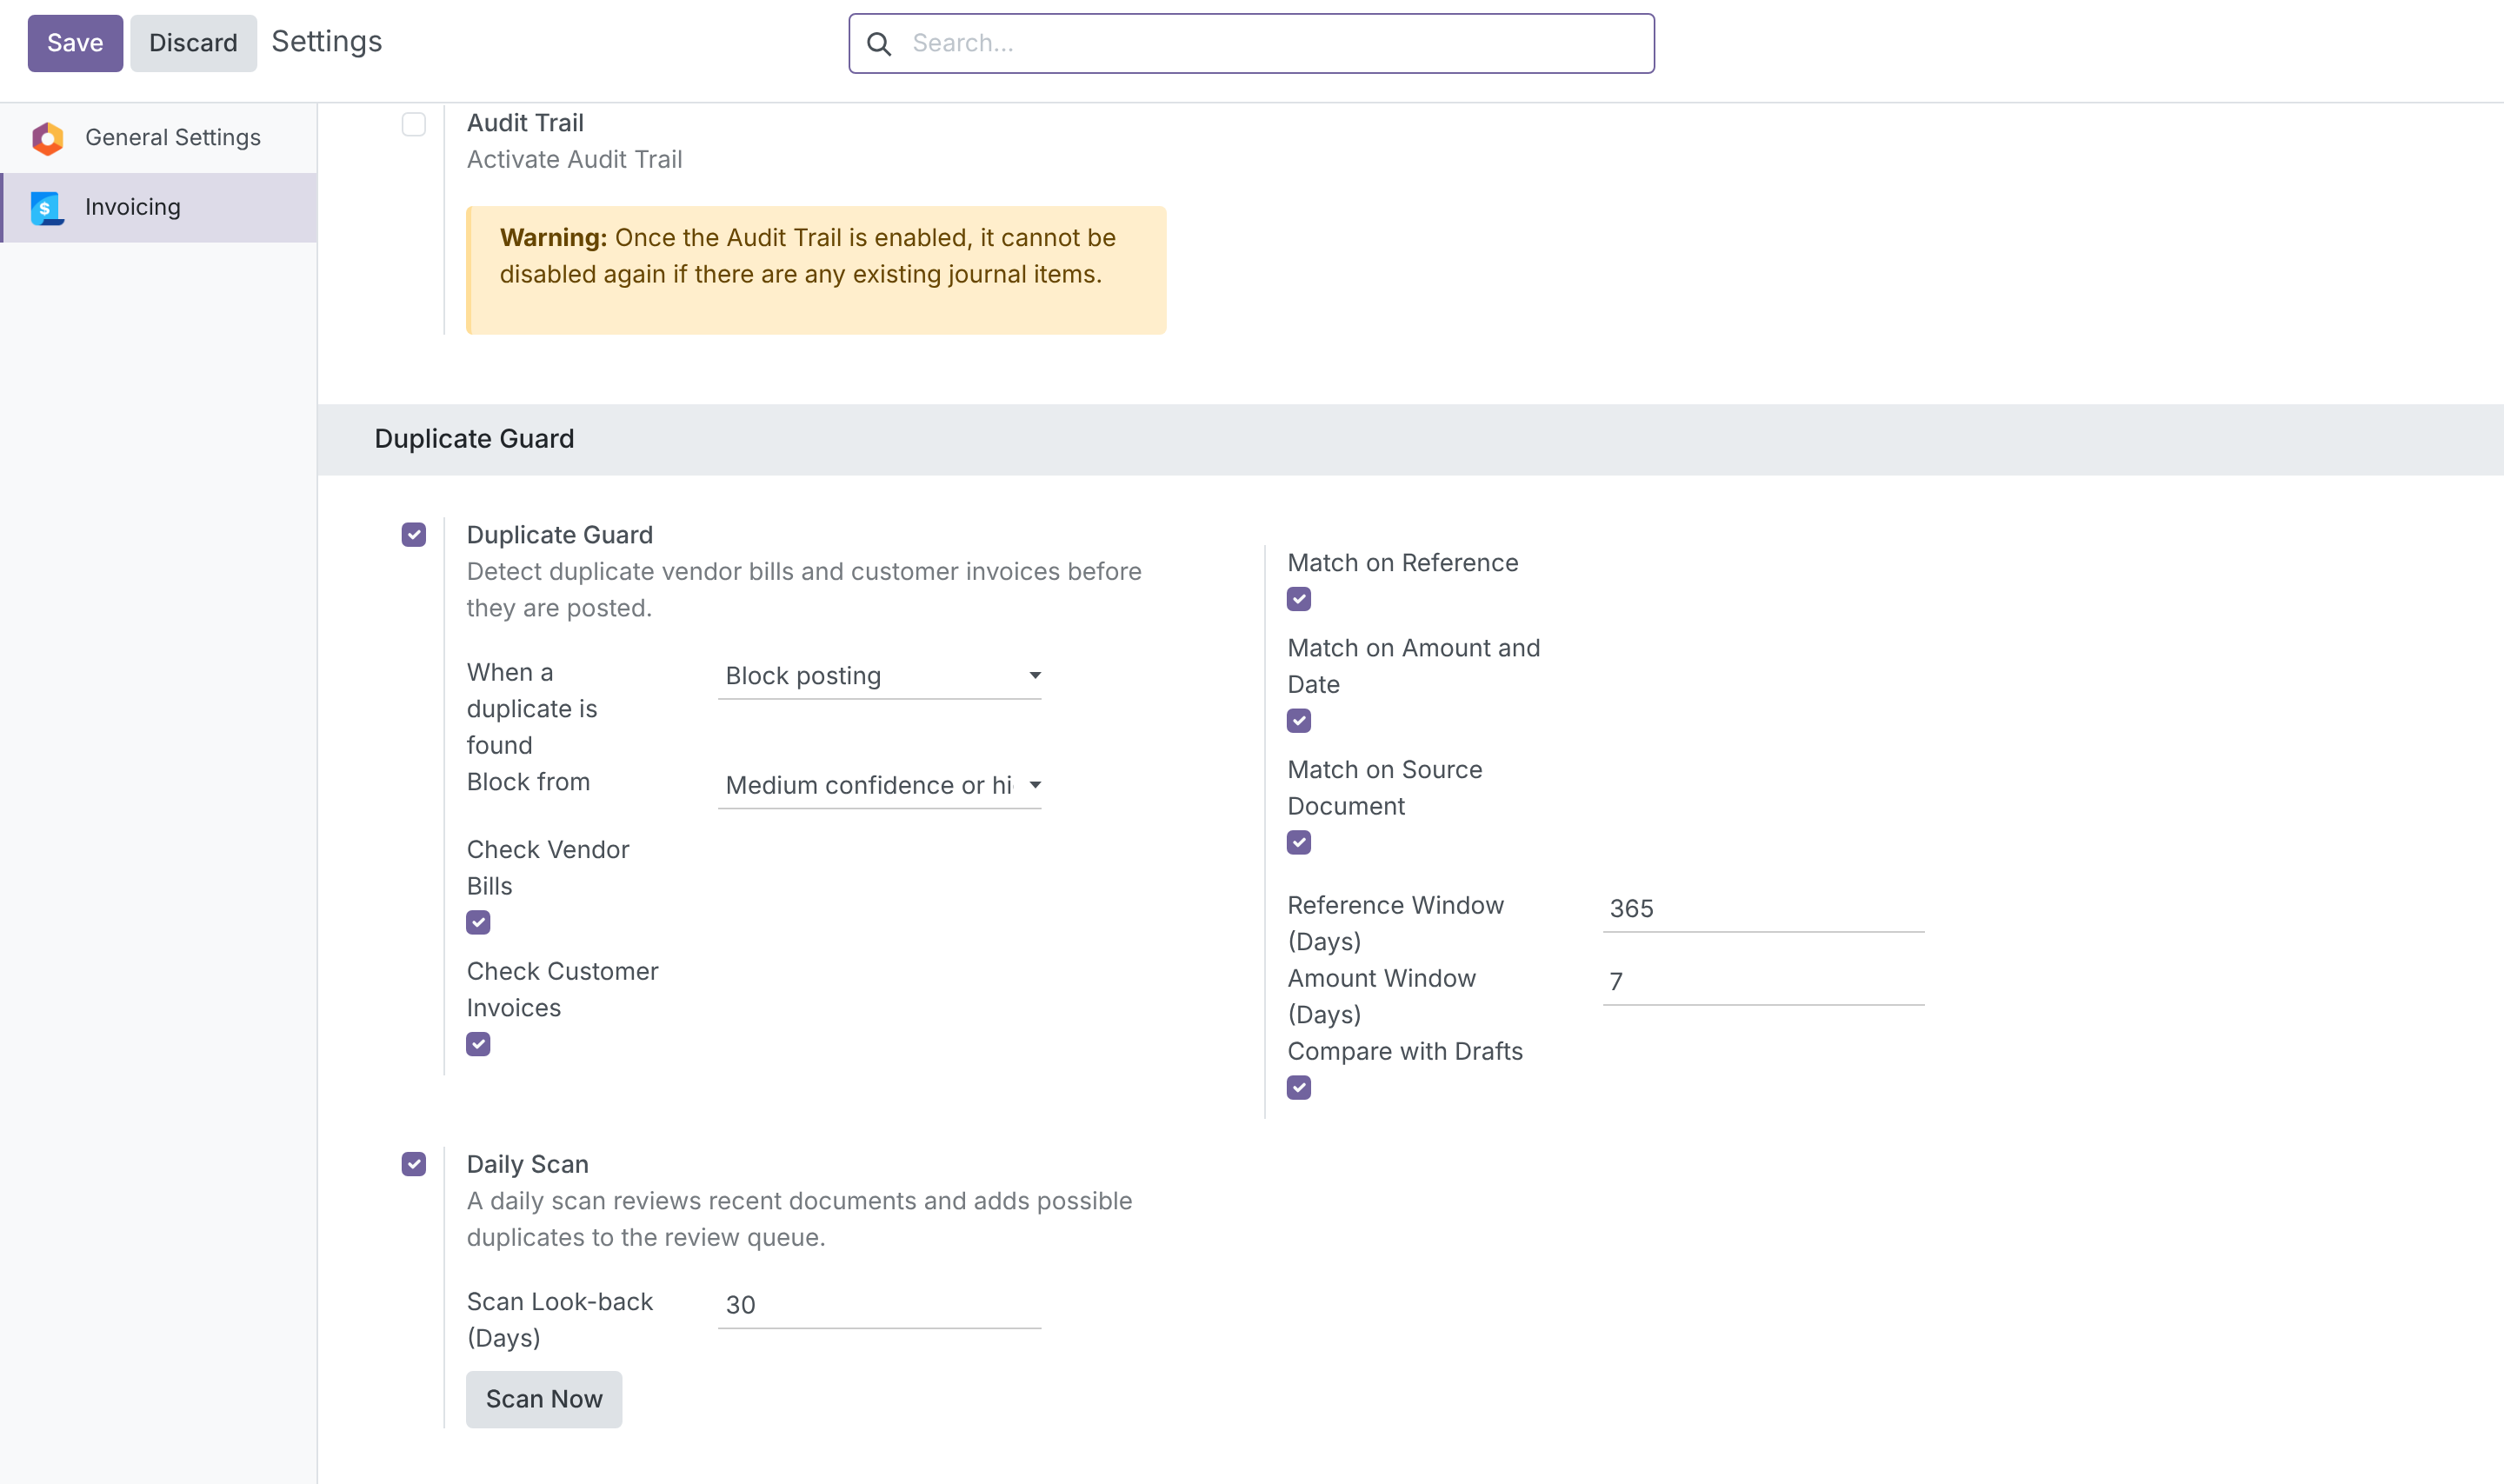 Save Discard Settings
Search...
General Settings
Invoicing
Audit Trail
Activate Audit Trail
Warning: Once the Audit Trail is enabled, it cannot be
disabled again if there are any existing journal items.
Duplicate Guard
Duplicate Guard
Detect duplicate vendor bills and customer invoices before
they are posted.
When a
duplicate is
found
Block posting
Block from
Medium confidence or hi
Check Vendor
Bills
Check Customer
Invoices
Match on Reference
Match on Amount and
Date
Match on Source
Document
Reference Window
(Days)
365
Amount Window
(Days)
7
Compare with Drafts
Daily Scan
A daily scan reviews recent documents and adds possible
duplicates to the review queue.
Scan Look-back
(Days)
30
Scan Now